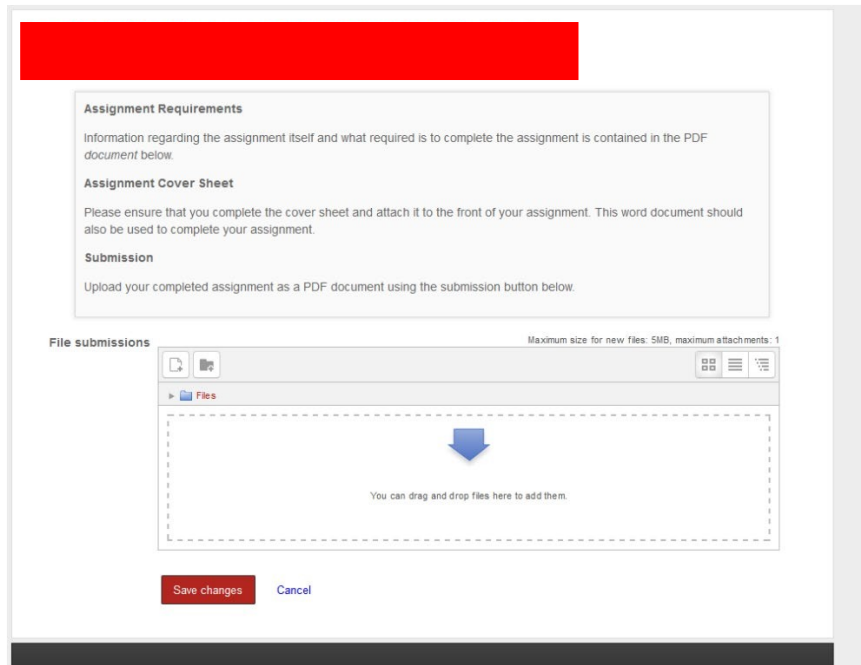 Assignment Requirements
Information regarding the assignment itself and what required is to complete the assignment is contained in the PDF
document below.
Assignment Cover Sheet
Please ensure that you complete the cover sheet and attach it to the front of your assignment. This word document should
also be used to complete your assignment.
Submission
Upload your completed assignment as a PDF document using the submission button below.
File submissions
Maximum size for new files: 5MB, maximum attachments: 1
Files
You can drag and drop files here to add them.
Save changes Cancel